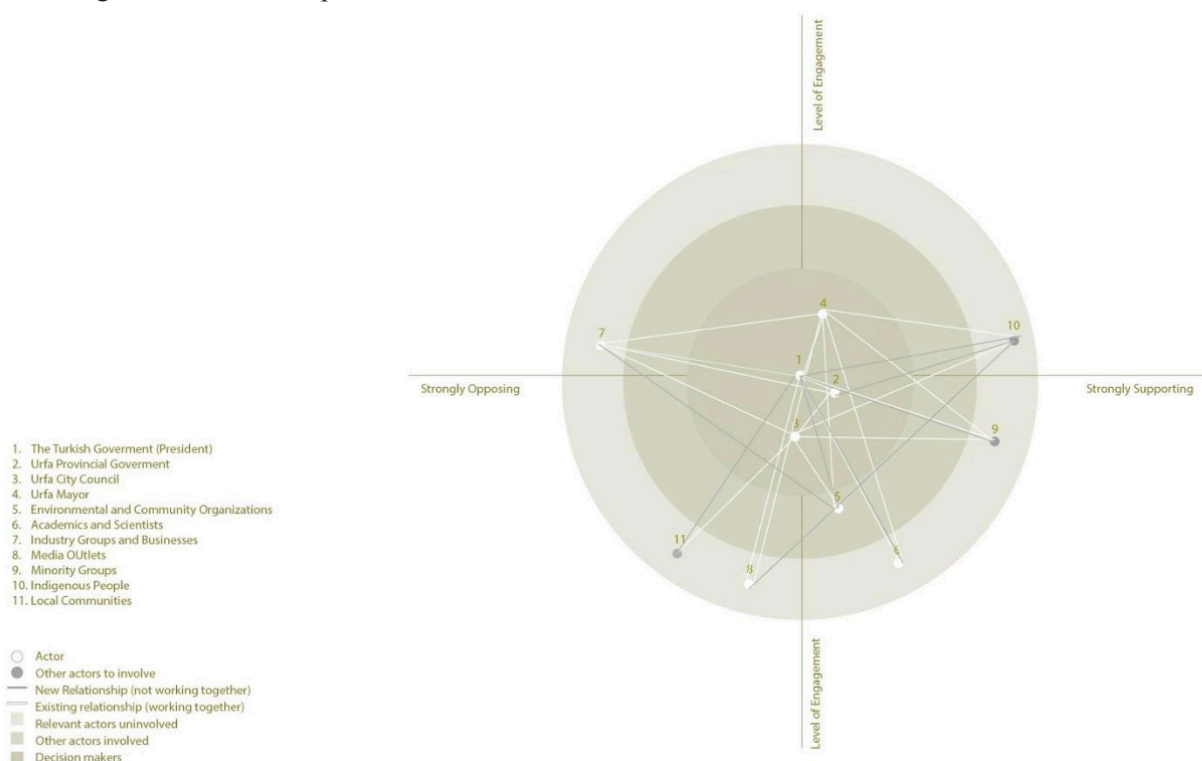 Level of Engagement
4
10
7
1
2
Strongly Opposing
Strongly Supporting
3
9
5
11
8
6
1. The Turkish Goverment (President)
2. Urfa Provincial Goverment
3. Urfa City Council
4. Urfa Mayor
5. Environmental and Community Organizations
6. Academics and Scientists
7. Industry Groups and Businesses
8. Media OUtlets
9. Minority Groups
10. Indigenous People
11. Local Communities
Actor
Other actors to involve
New Relationship (not working together)
Existing relationship (working together)
Relevant actors uninvolved
Other actors involved
Decision makers
Level of Engagement